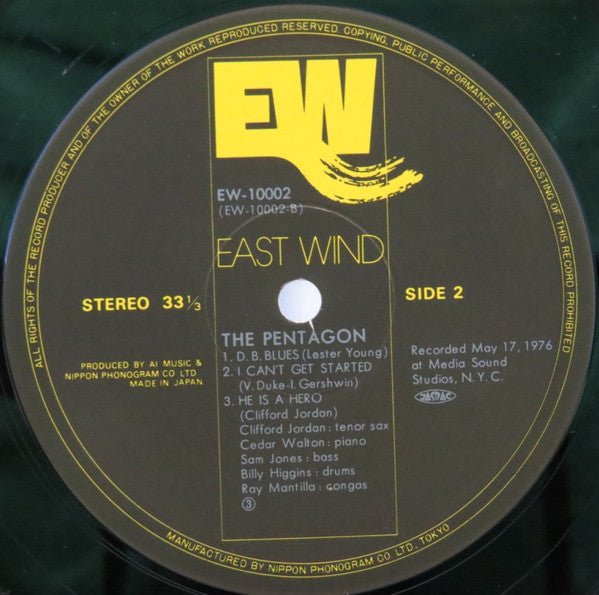 ALL RIGHTS OF THE RECORD PRODUCER AND OF THE OWNER OF THE WORK REPRODUCED RESERVED. COPYING, PUBLIC PERFORMANCE AND BROADCASTING OF THIS RECORD PROHIBITED
EW
EW-10002
(EW-10002-B)
EAST WIND
STEREO 33 1/3
SIDE 2
THE PENTAGON
1. D.B.BLUES (Lester Young)
2. I CAN'T GET STARTED
(V. Duke-I. Gershwin)
3. HE IS A HERO
(Clifford Jordan)
Clifford Jordan : tenor sax
Cedar Walton : piano
Sam Jones : bass
Billy Higgins : drums
Ray Mantilla : congas
③
PRODUCED BY AI MUSIC &
NIPPON PHONOGRAM CO LTD
MADE IN JAPAN
Recorded May 17, 1976
at Media Sound
Studios, N.Y.C.
JASRAC
MANUFACTURED BY NIPPON PHONOGRAM CO., LTD., TOKYO